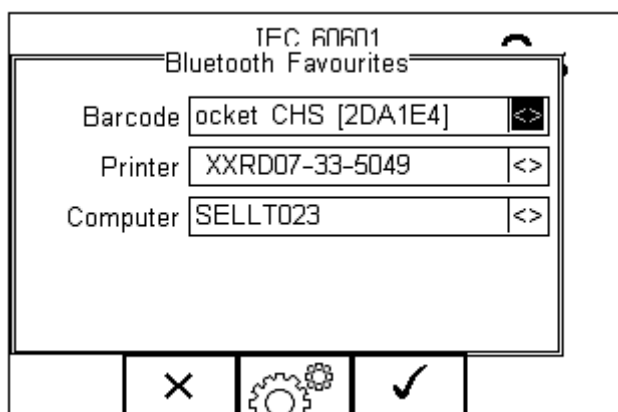 IEC 60601
Bluetooth Favourites
Barcode ocket CHS [2DA1E4] <>
Printer XXRD07-33-5049 <>
Computer SELLT023 <>